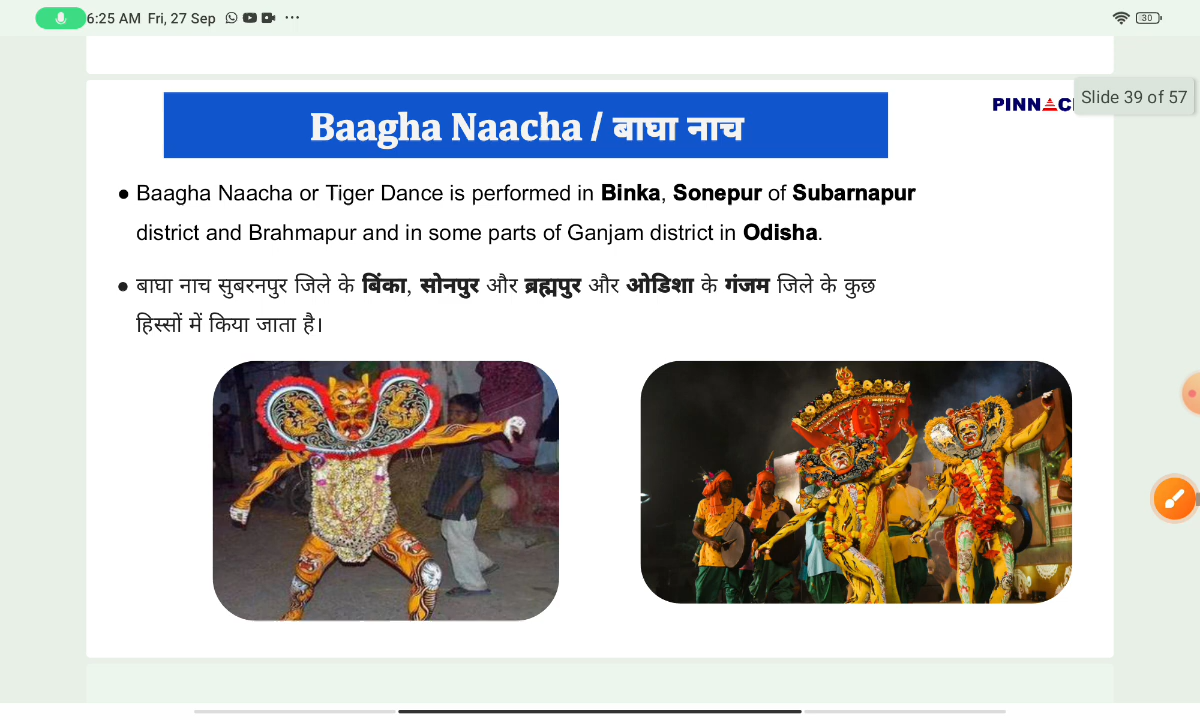 6:25 AM Fri, 27 Sep
30
Slide 39 of 57
Baagha Naacha / बाघा नाच
● Baagha Naacha or Tiger Dance is performed in Binka, Sonepur of Subarnapur
district and Brahmapur and in some parts of Ganjam district in Odisha.
● बाघा नाच सुबरनपुर जिले के बिंका, सोनपुर और ब्रह्मपुर और ओडिशा के गंजम जिले के कुछ
हिस्सों में किया जाता है।